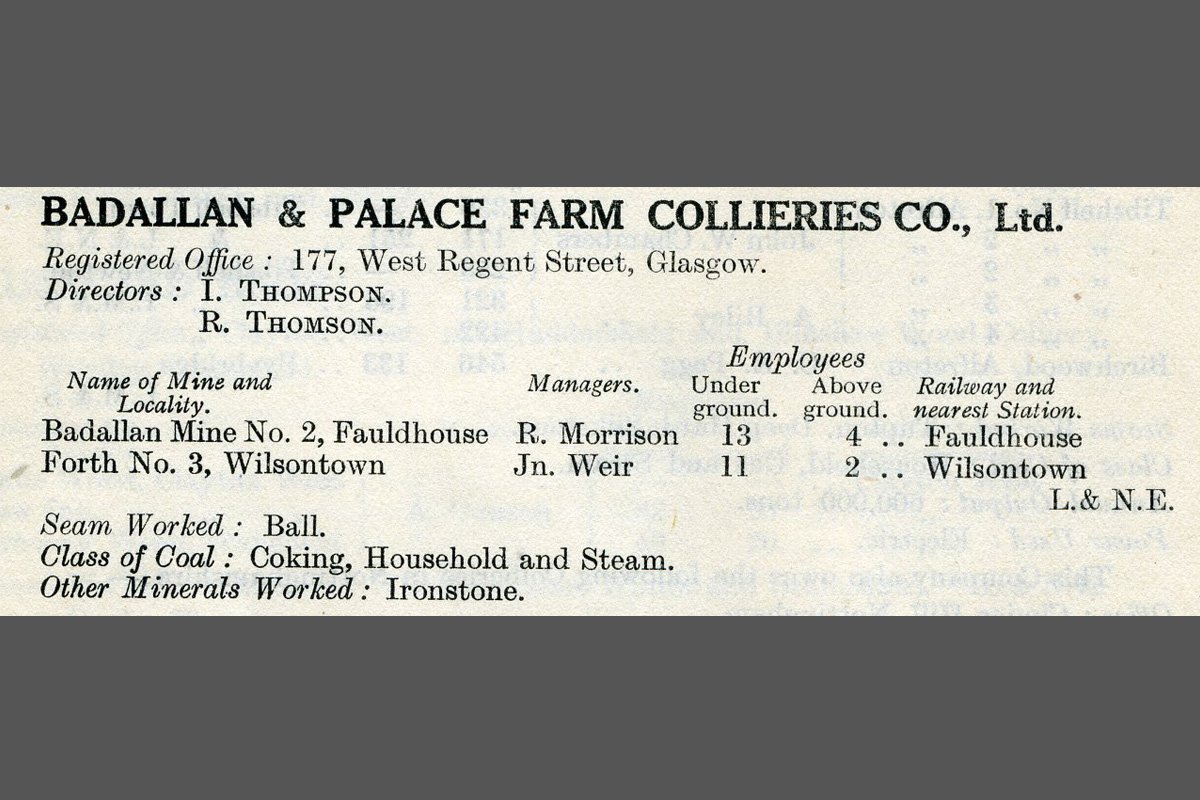 BADALLAN & PALACE FARM COLLIERIES CO., Ltd.
Registered Office : 177, West Regent Street, Glasgow.
Directors : I. THOMPSON.
R. THOMSON.
Employees
Name of Mine and Managers. Under Above Railway and
Locality. ground. ground. nearest Station.
Badallan Mine No. 2, Fauldhouse R. Morrison 13 4 .. Fauldhouse
Forth No. 3, Wilsontown Jn. Weir 11 2 .. Wilsontown
L.& N.E.
Seam Worked : Ball.
Class of Coal : Coking, Household and Steam.
Other Minerals Worked : Ironstone.